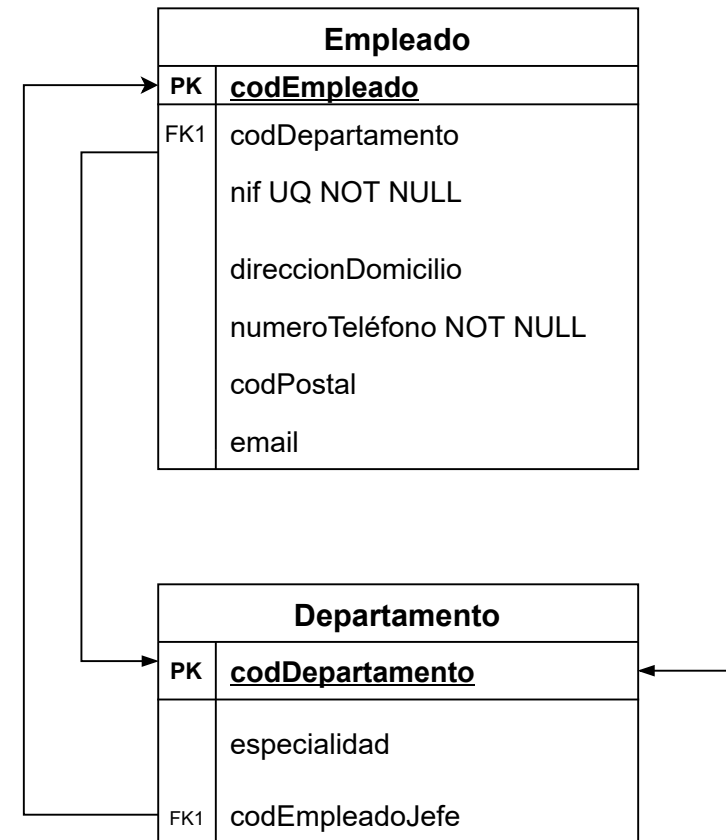 Empleado
PK codEmpleado
FK1 codDepartamento
nif UQ NOT NULL
direccionDomicilio
numeroTeléfono NOT NULL
codPostal
email
Departamento
PK codDepartamento
especialidad
FK1 codEmpleadoJefe